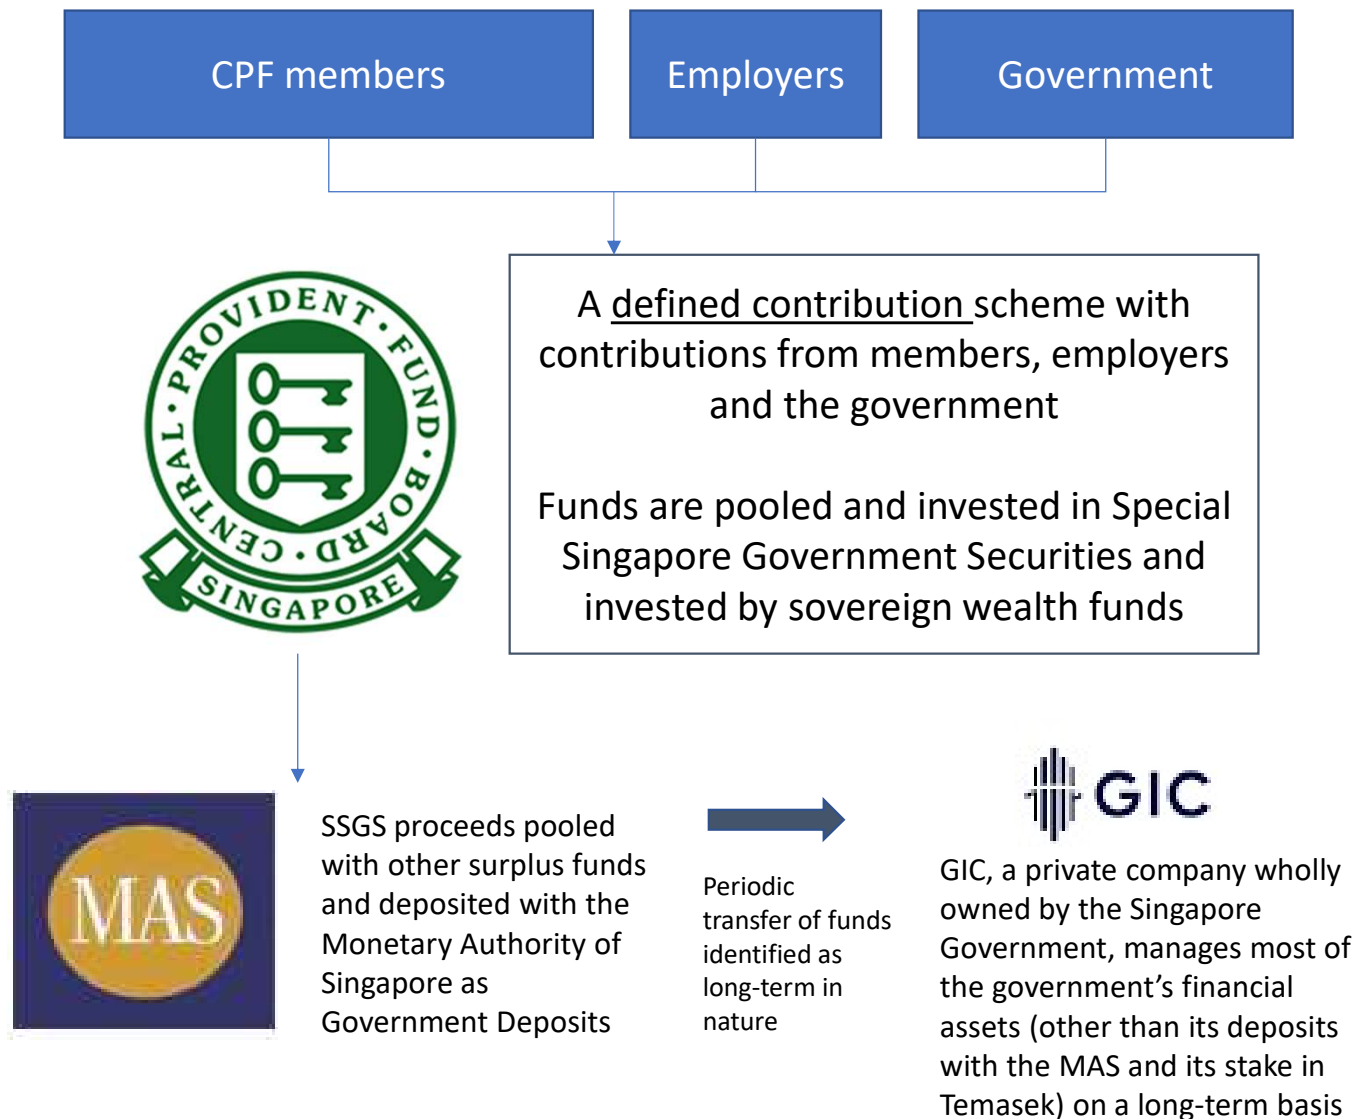 CPF members
Employers
Government
CENTRAL • PROVIDENT • FUND • BOARD •
SINGAPORE
A defined contribution scheme with
contributions from members, employers
and the government
Funds are pooled and invested in Special
Singapore Government Securities and
invested by sovereign wealth funds
MAS
SSGS proceeds pooled
with other surplus funds
and deposited with the
Monetary Authority of
Singapore as
Government Deposits
Periodic
transfer of funds
identified as
long-term in
nature
GIC
GIC, a private company wholly
owned by the Singapore
Government, manages most of
the government’s financial
assets (other than its deposits
with the MAS and its stake in
Temasek) on a long-term basis